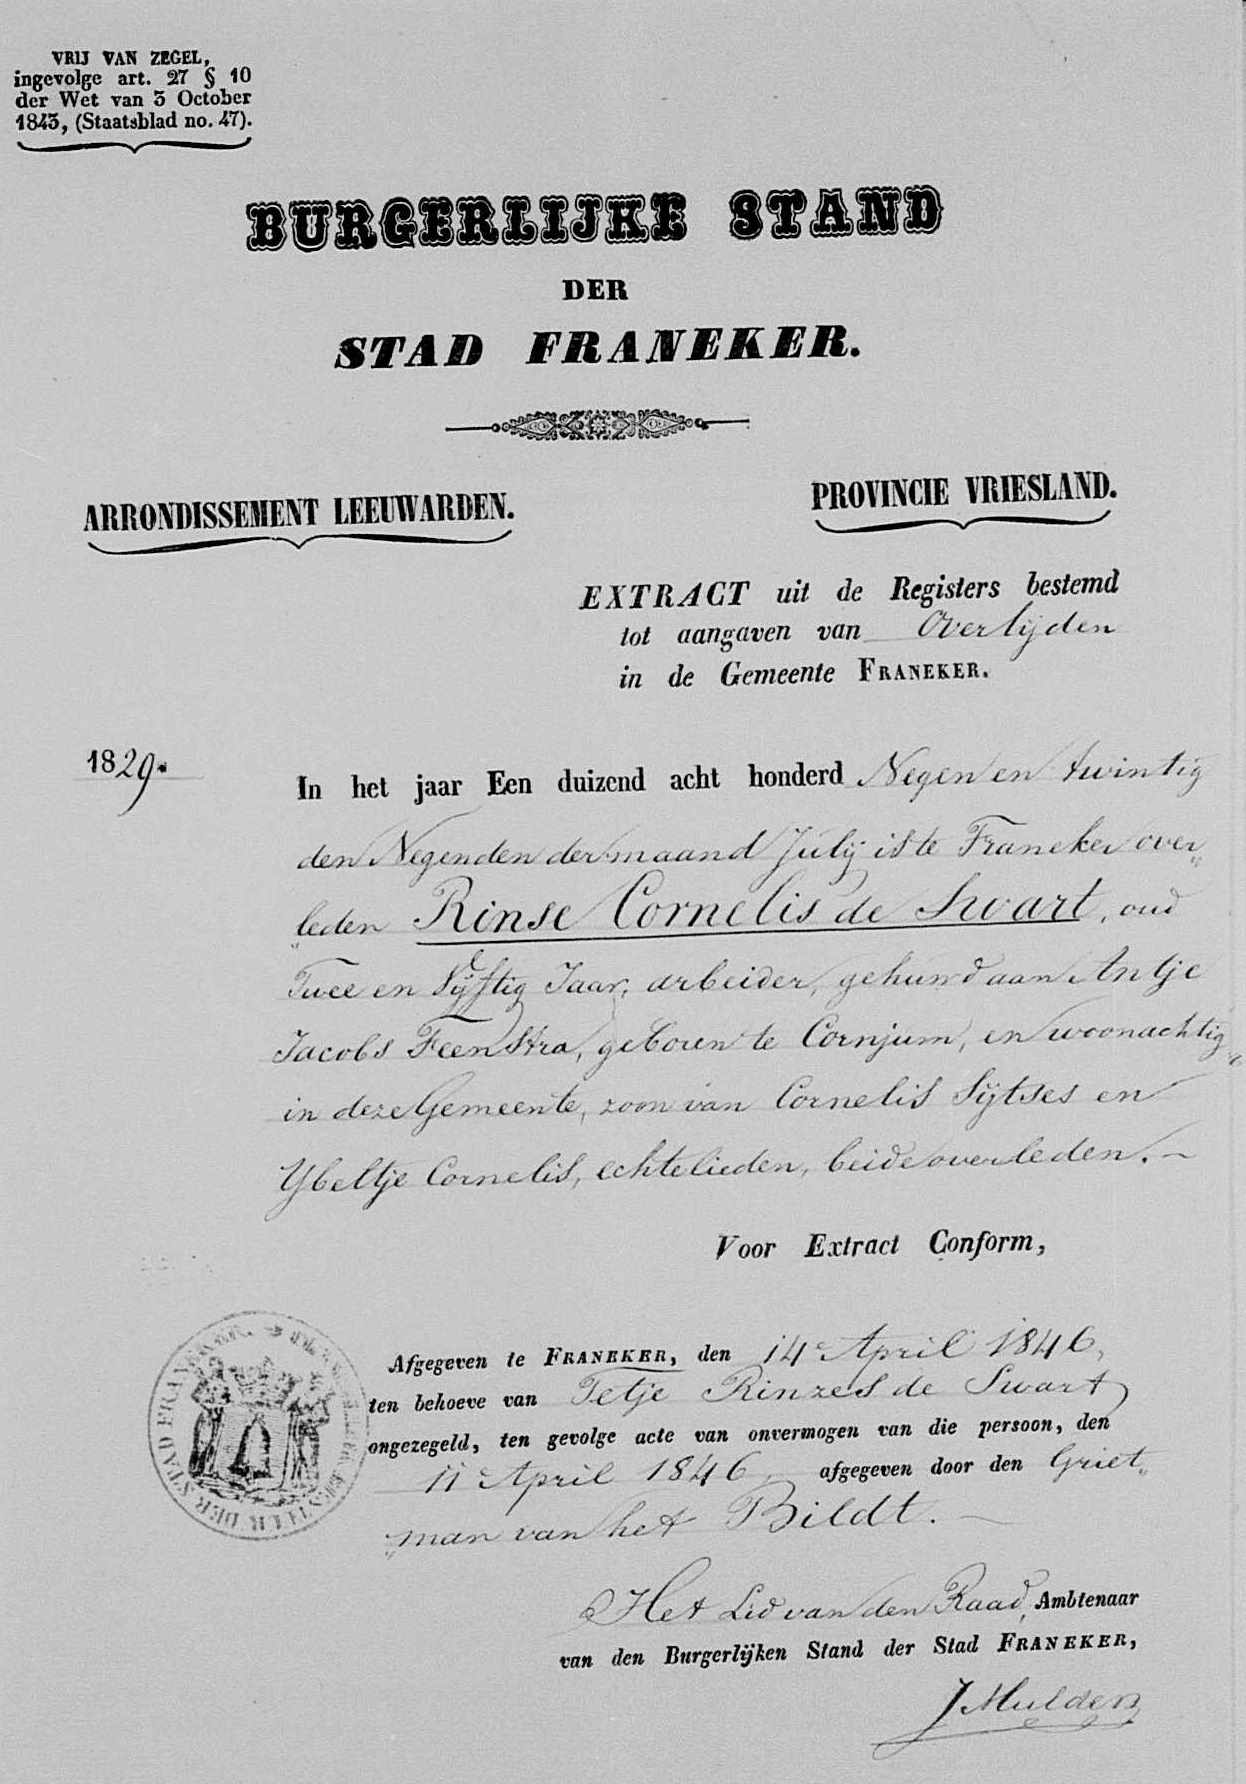 VRIJ VAN ZEGEL,
ingevolge art. 27 § 10
der Wet van 3 October
1843, (Staatsblad no. 47).
BURGERLIJKE STAND
DER
STAD FRANEKER.
ARRONDISSEMENT LEEUWARDEN.
PROVINCIE VRIESLAND.
EXTRACT uit de Registers bestemd
tot aangaven van Overlijden
in de Gemeente FRANEKER.
1829.
In het jaar Een duizend acht honderd Negen en twintig
den Negenden der maand Julij is te Franeker over„
„leden Rinse Cornelis de Swart, oud
Twee en Vijftig Jaar, arbeider, gehuwd aan Antje
Jacobs Feenstra, geboren te Cornjum, en woonachtig
in deze Gemeente, zoon van Cornelis Sijtses en
Ybeltje Cornelis, echtelieden, beide overleden. —
Voor Extract Conform,
Afgegeven te FRANEKER, den 14 April 1846,
ten behoeve van Tetje Rinzes de Swart
ongezegeld, ten gevolge acte van onvermogen van die persoon, den
11 April 1846, afgegeven door den Griet„
„man van het Bildt. —
Het Lid van den Raad, Ambtenaar
van den Burgerlijken Stand der Stad FRANEKER,
J Mulder